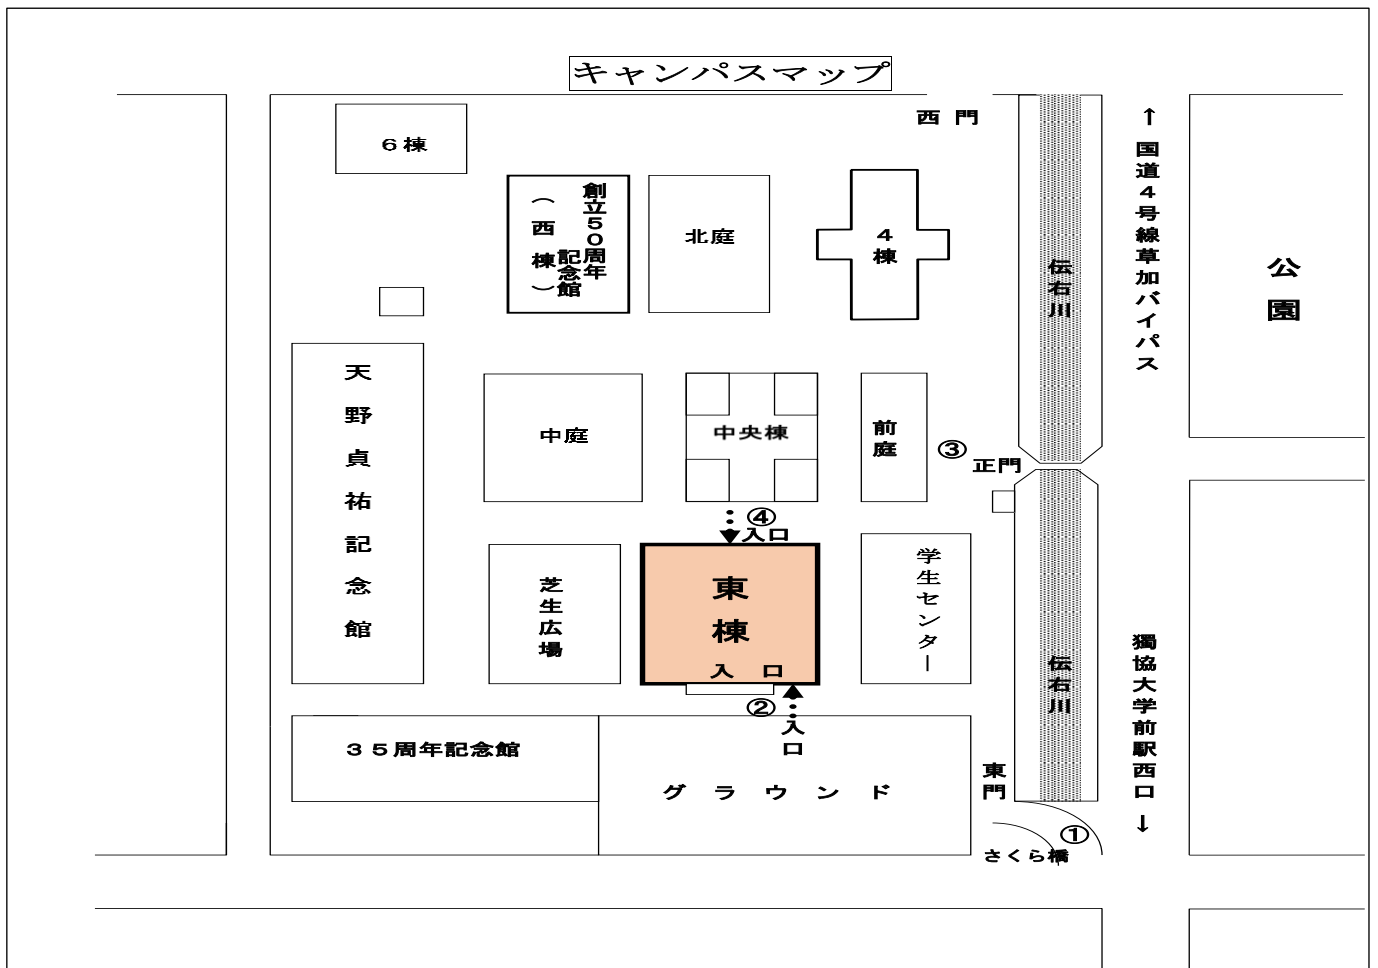 キャンパスマップ
西門
６棟
創立５０周年
記念館
（西棟）
北庭
４棟
伝右川
↑国道４号線草加バイパス
公園
天野貞祐記念館
中庭
中央棟
前庭
③
正門
④
入口
東棟
入口
芝生広場
学生センター
伝右川
獨協大学前駅西口↓
②
入口
３５周年記念館
グラウンド
東門
①
さくら橋